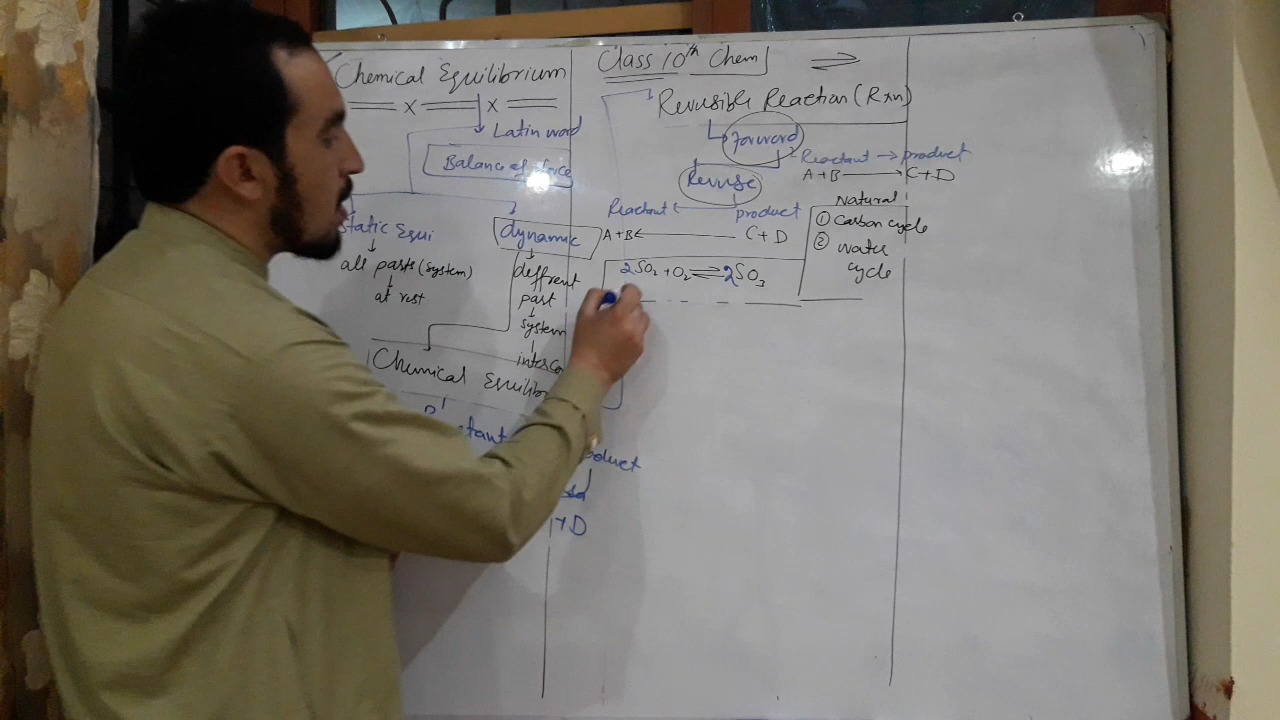 Chemical Equilibrium
x x
Latin word
Balance of force
static Equi
all parts (system)
at rest
dynamic
diffrent
part
system
Chemical Equilib
product
D
Class 10th Chem
⇌
Reversible Reaction (Rxn)
Forward
Reactant → product
A+B → C+D
Reverse
Reactant ← product
A+B ← C+D
2SO₂ + O₂ ⇌ 2SO₃
Natural
① Carbon cycle
② Water
cycle